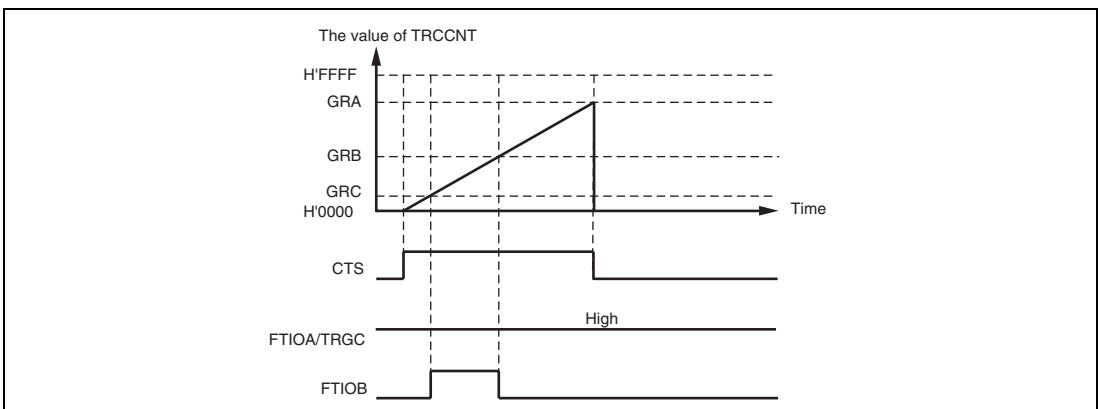 The value of TRCCNT
H'FFFF
GRA
GRB
GRC
H'0000
Time
CTS
High
FTIOA/TRGC
FTIOB